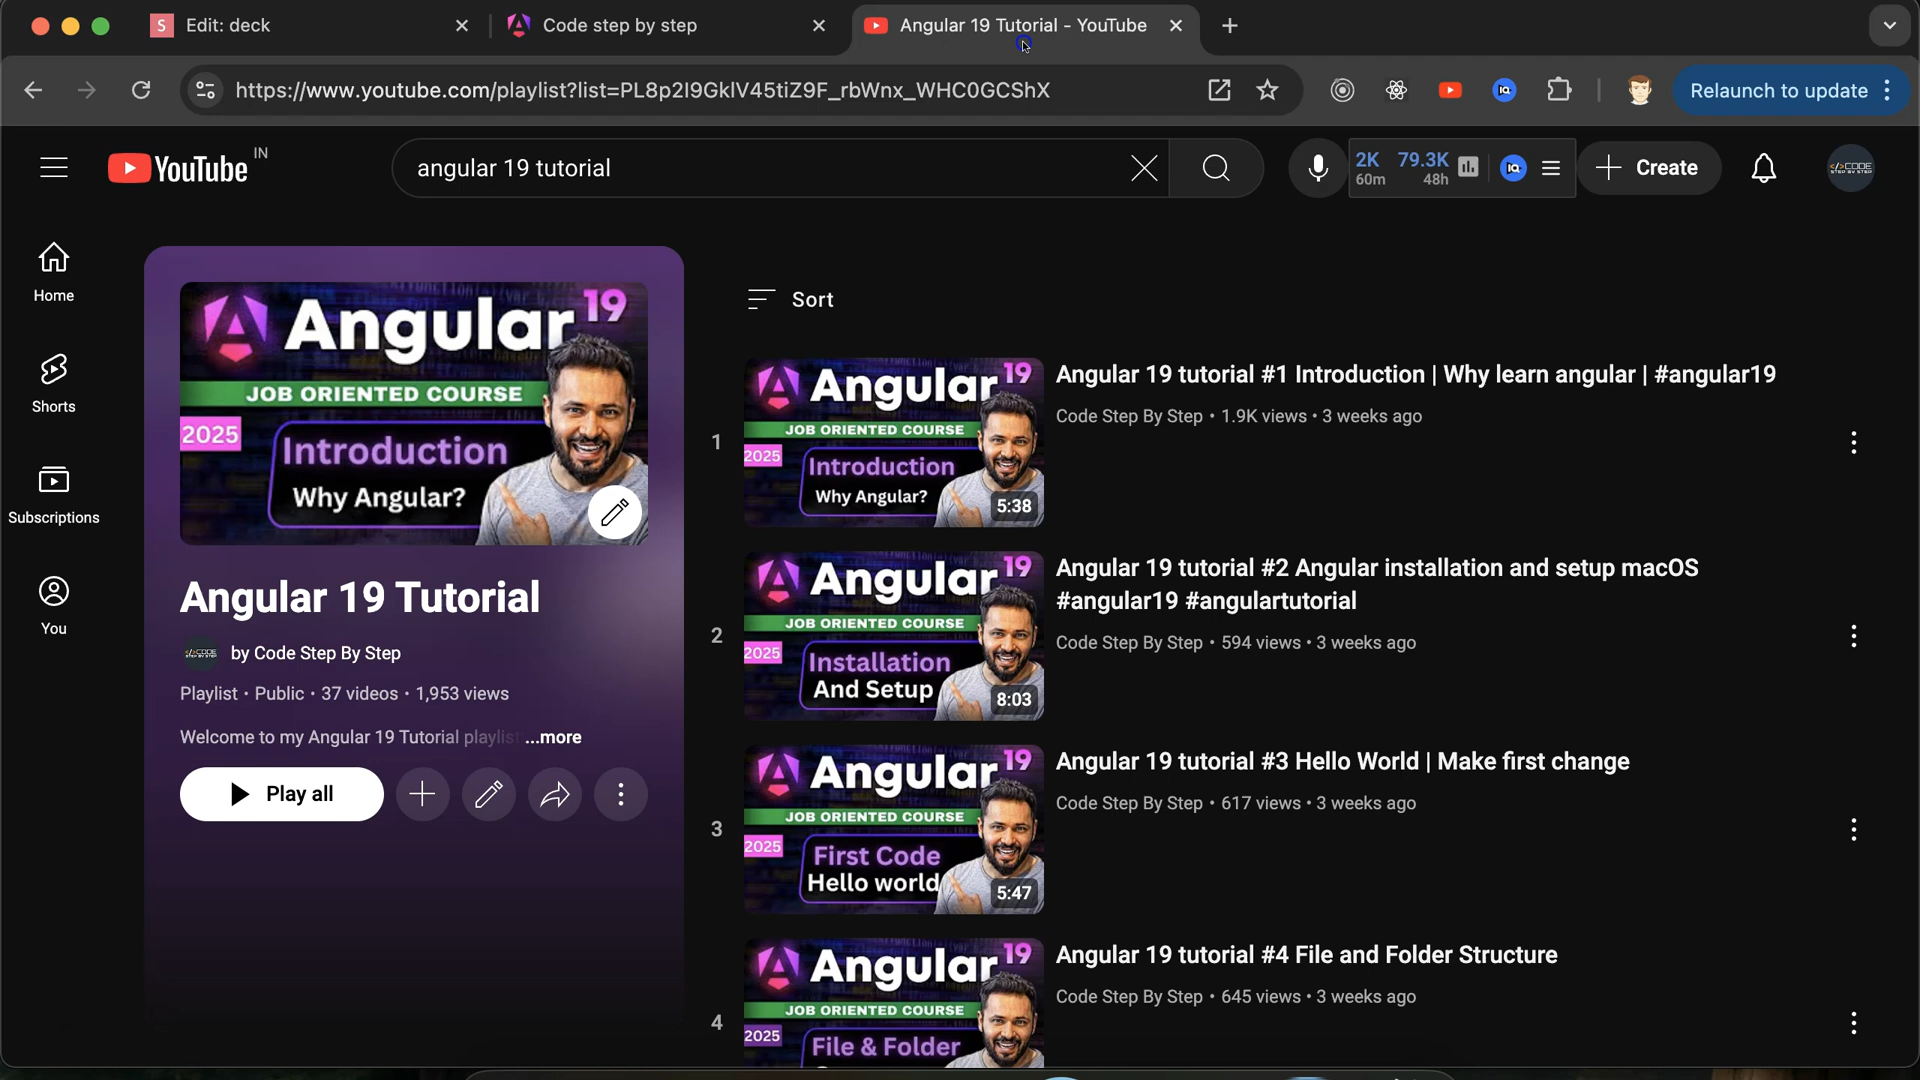 S Edit: deck
Code step by step
Angular 19 Tutorial - YouTube
https://www.youtube.com/playlist?list=PL8p2I9GklV45tiZ9F_rbWnx_WHC0GCShX
Relaunch to update
YouTube IN
angular 19 tutorial
2K 79.3K
60m 48h
IQ
Create
</>CODE
STEP BY STEP
Home
Shorts
Subscriptions
You
Angular 19
JOB ORIENTED COURSE
2025
Introduction
Why Angular?
Angular 19 Tutorial
by Code Step By Step
Playlist • Public • 37 videos • 1,953 views
Welcome to my Angular 19 Tutorial playlis ...more
Play all
Sort
1
Angular 19
JOB ORIENTED COURSE
2025
Introduction
Why Angular?
5:38
Angular 19 tutorial #1 Introduction | Why learn angular | #angular19
Code Step By Step • 1.9K views • 3 weeks ago
2
Angular 19
JOB ORIENTED COURSE
2025
Installation
And Setup
8:03
Angular 19 tutorial #2 Angular installation and setup macOS
#angular19 #angulartutorial
Code Step By Step • 594 views • 3 weeks ago
3
Angular 19
JOB ORIENTED COURSE
2025
First Code
Hello world
5:47
Angular 19 tutorial #3 Hello World | Make first change
Code Step By Step • 617 views • 3 weeks ago
4
Angular 19
JOB ORIENTED COURSE
2025
File & Folder
Angular 19 tutorial #4 File and Folder Structure
Code Step By Step • 645 views • 3 weeks ago